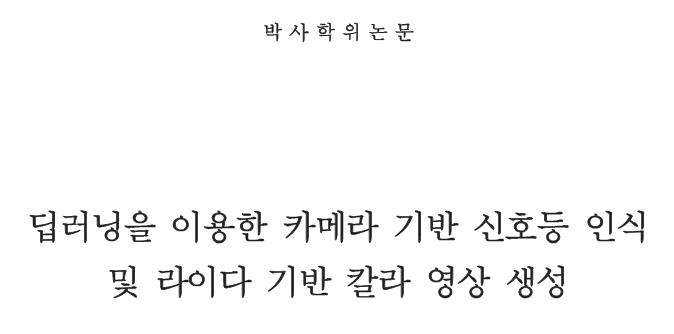 박사학위논문
딥러닝을 이용한 카메라 기반 신호등 인식
및 라이다 기반 칼라 영상 생성